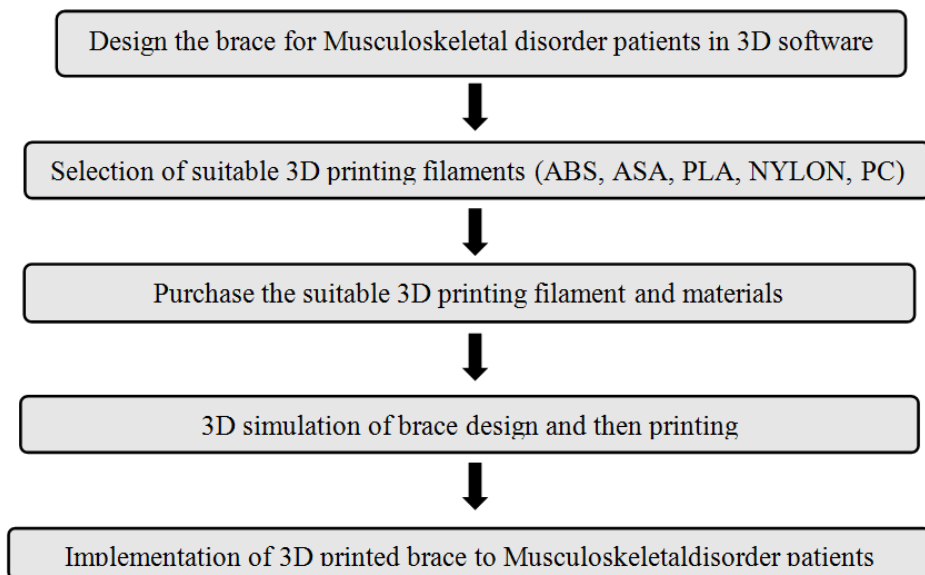 Design the brace for Musculoskeletal disorder patients in 3D software
Selection of suitable 3D printing filaments (ABS, ASA, PLA, NYLON, PC)
Purchase the suitable 3D printing filament and materials
3D simulation of brace design and then printing
Implementation of 3D printed brace to Musculoskeletaldisorder patients